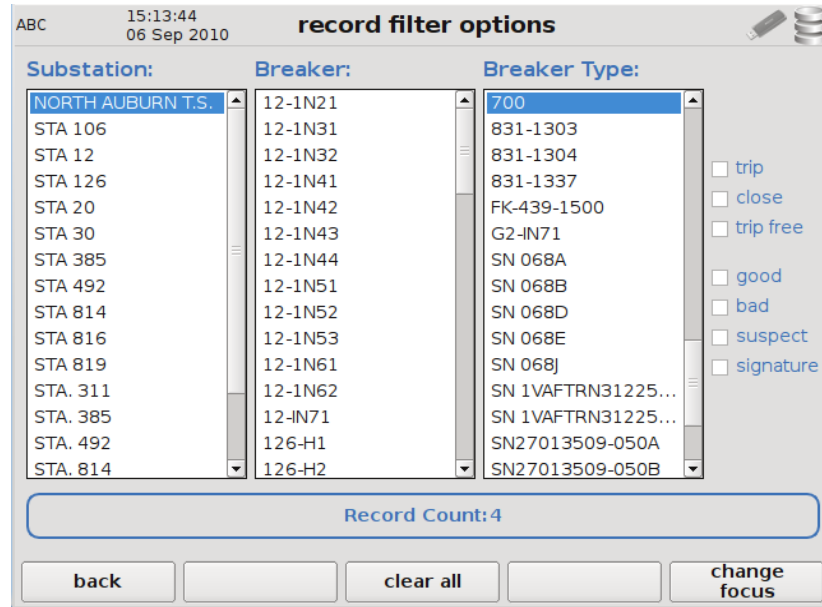 ABC
15:13:44
06 Sep 2010
record filter options
Substation:
NORTH AUBURN T.S.
STA 106
STA 12
STA 126
STA 20
STA 30
STA 385
STA 492
STA 814
STA 816
STA 819
STA. 311
STA. 385
STA. 492
STA. 814
Breaker:
12-1N21
12-1N31
12-1N32
12-1N41
12-1N42
12-1N43
12-1N44
12-1N51
12-1N52
12-1N53
12-1N61
12-1N62
12-IN71
126-H1
126-H2
Breaker Type:
700
831-1303
831-1304
831-1337
FK-439-1500
G2-IN71
SN 068A
SN 068B
SN 068D
SN 068E
SN 068J
SN 1VAFTRN31225...
SN 1VAFTRN31225...
SN27013509-050A
SN27013509-050B
trip
close
trip free
good
bad
suspect
signature
Record Count:4
back
clear all
change
focus